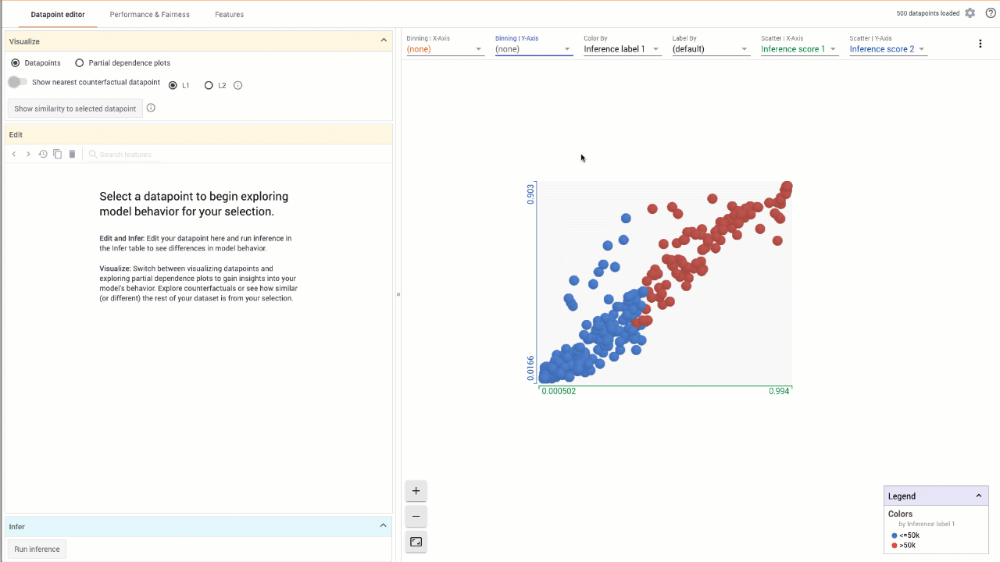 Datapoint editor
Performance & Fairness
Features
500 datapoints loaded
Visualize
Datapoints
Partial dependence plots
Show nearest counterfactual datapoint
L1
L2
Show similarity to selected datapoint
Edit
Search features
Select a datapoint to begin exploring
model behavior for your selection.
Edit and Infer: Edit your datapoint here and run inference in
the Infer table to see differences in model behavior.
Visualize: Switch between visualizing datapoints and
exploring partial dependence plots to gain insights into your
model's behavior. Explore counterfactuals or see how similar
(or different) the rest of your dataset is from your selection.
Infer
Run inference
Binning | X-Axis
(none)
Binning | Y-Axis
(none)
Color By
Inference label 1
Label By
(default)
Scatter | X-Axis
Inference score 1
Scatter | Y-Axis
Inference score 2
0.903
0.0166
0.000502
0.994
Legend
Colors
by Inference label 1
<=50k
>50k